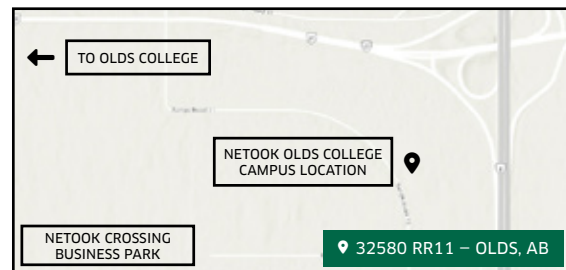 TO OLDS COLLEGE
NETOOK OLDS COLLEGE
CAMPUS LOCATION
NETOOK CROSSING
BUSINESS PARK
32580 RR11 – OLDS, AB